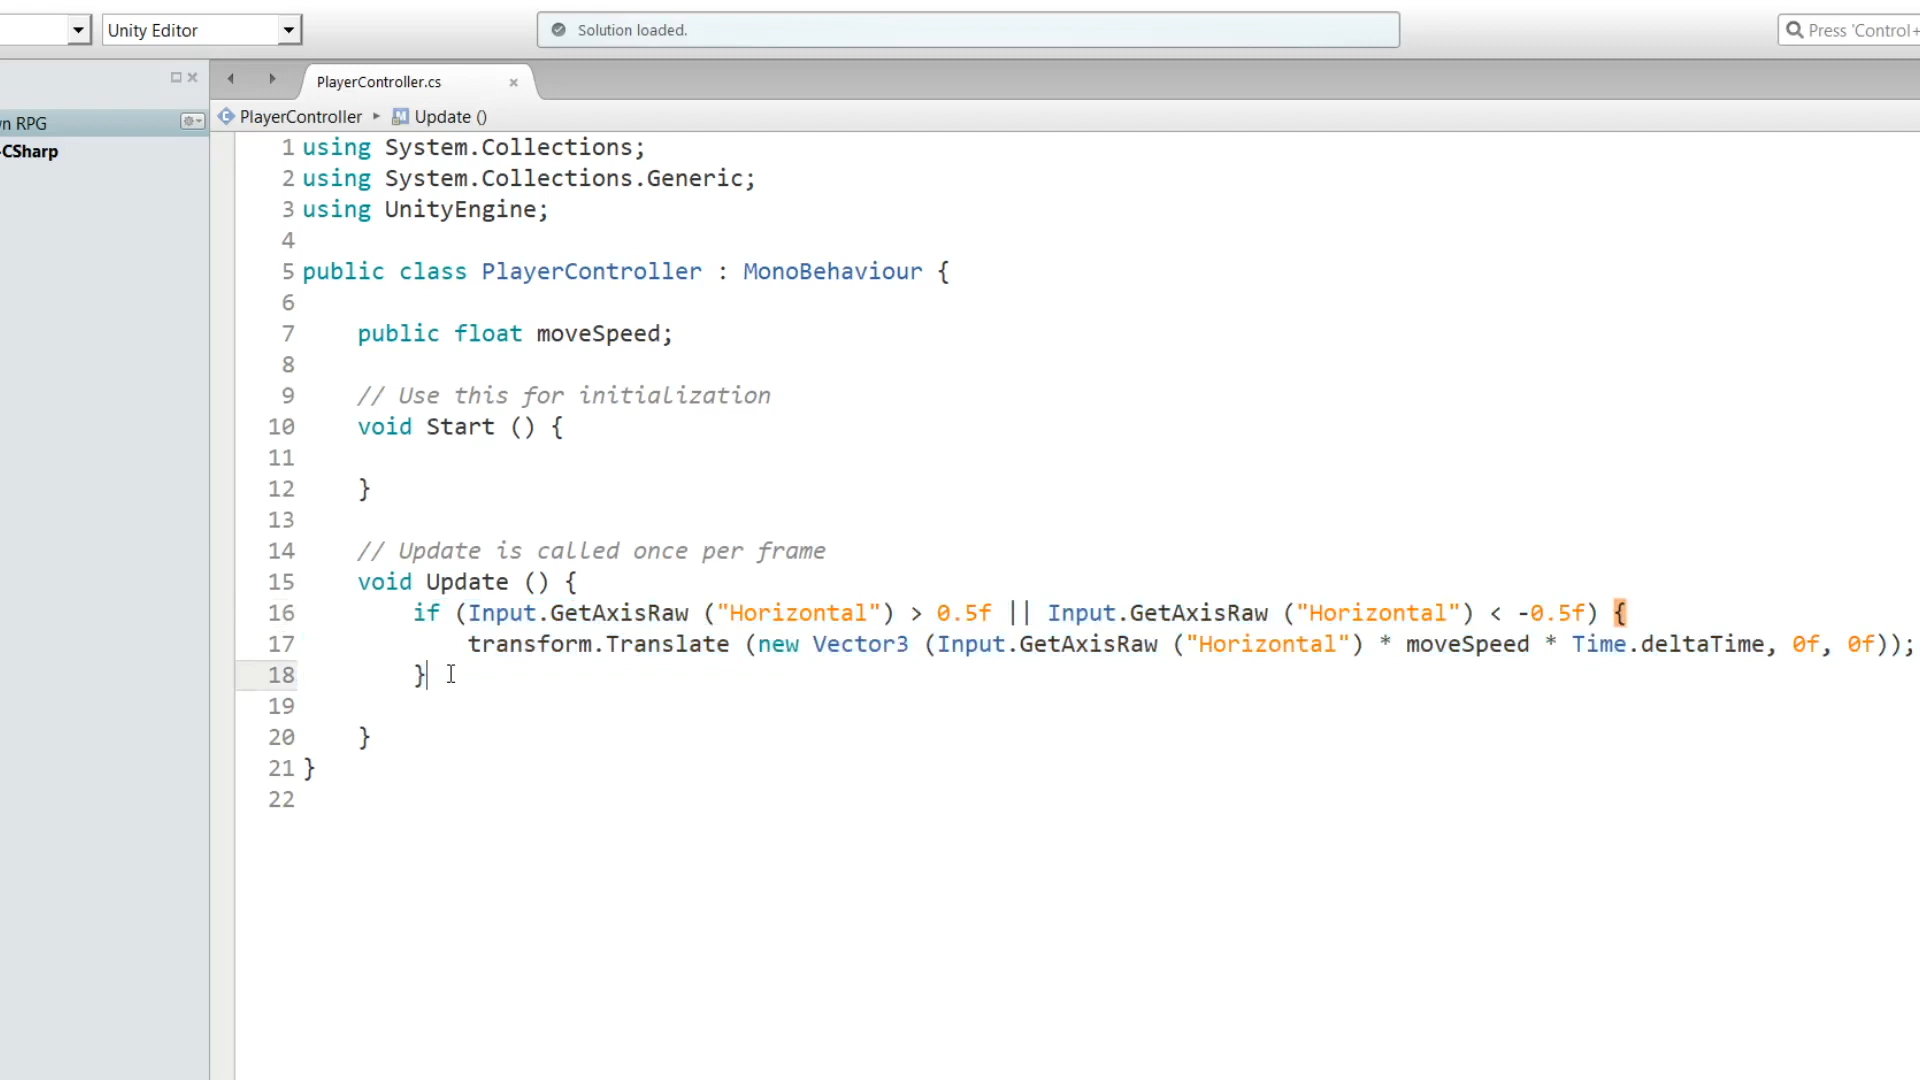 Unity Editor
Solution loaded.
Press 'Control+
PlayerController.cs
n RPG
PlayerController ▸ Update ()
-CSharp
1 using System.Collections;
2 using System.Collections.Generic;
3 using UnityEngine;
4
5 public class PlayerController : MonoBehaviour {
6
7 public float moveSpeed;
8
9 // Use this for initialization
10 void Start () {
11
12 }
13
14 // Update is called once per frame
15 void Update () {
16 if (Input.GetAxisRaw ("Horizontal") > 0.5f || Input.GetAxisRaw ("Horizontal") < -0.5f) {
17 transform.Translate (new Vector3 (Input.GetAxisRaw ("Horizontal") * moveSpeed * Time.deltaTime, 0f, 0f));
18 }
19
20 }
21 }
22